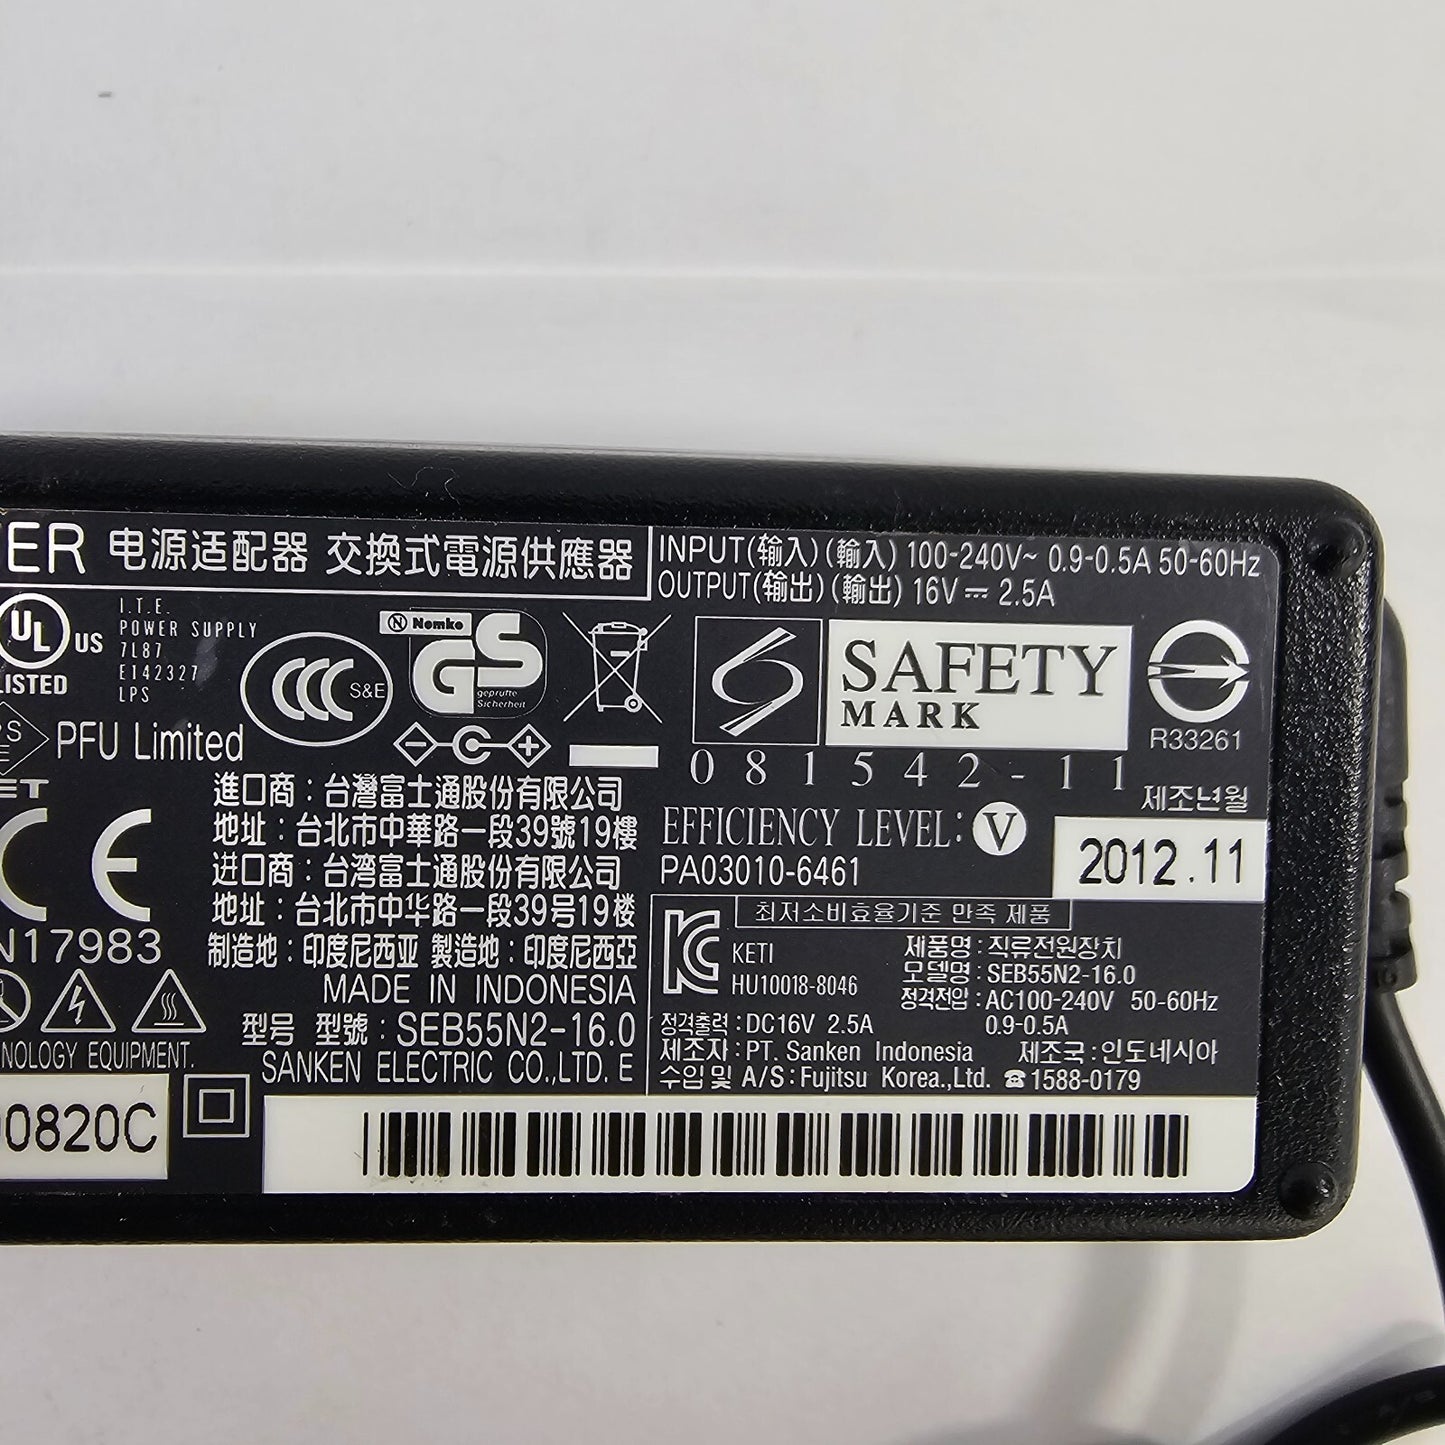 电源适配器 交換式電源供應器
INPUT(输入)(輸入) 100-240V~ 0.9-0.5A 50-60Hz
OUTPUT(输出)(輸出) 16V⎓ 2.5A
UL US
LISTED
I.T.E.
POWER SUPPLY
7L87
E142327
LPS
CCC S&E
Nemko
GS
geprüfte
Sicherheit
SAFETY
MARK
081542-11
R33261
PFU Limited
제조년월
2012.11
進口商：台灣富士通股份有限公司
地址：台北市中華路一段39號19樓
进口商：台湾富士通股份有限公司
地址：台北市中华路一段39号19楼
制造地：印度尼西亚 製造地：印度尼西亞
MADE IN INDONESIA
型号 型號：SEB55N2-16.0
SANKEN ELECTRIC CO.,LTD. E
EFFICIENCY LEVEL: V
PA03010-6461
CE
N17983
최저소비효율기준 만족 제품
KETI
HU10018-8046
제품명：직류전원장치
모델명：SEB55N2-16.0
정격전압：AC100-240V 50-60Hz
0.9-0.5A
정격출력：DC16V 2.5A
제조자：PT. Sanken Indonesia 제조국：인도네시아
수입 및 A/S：Fujitsu Korea.,Ltd. ☎1588-0179
EQUIPMENT.
0820C